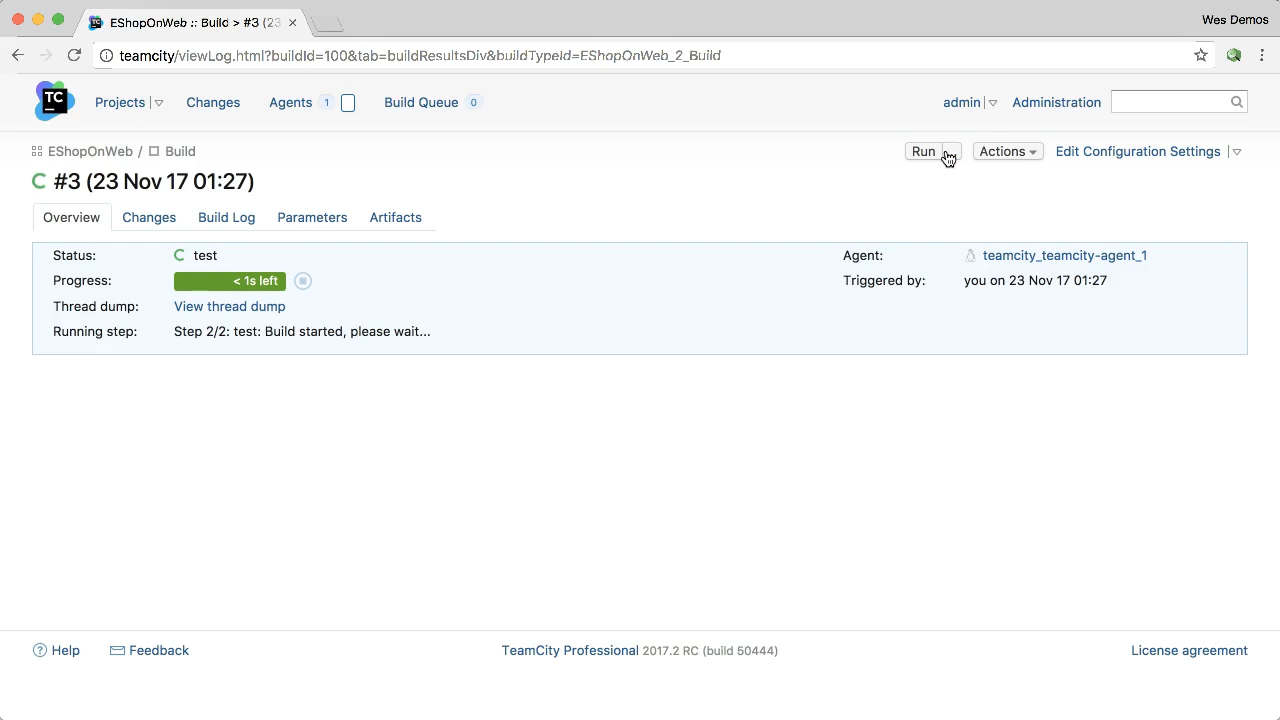 EShopOnWeb :: Build > #3 (23
Wes Demos
teamcity/viewLog.html?buildId=100&tab=buildResultsDiv&buildTypeId=EShopOnWeb_2_Build
TC
Projects
Changes
Agents 1
Build Queue 0
admin
Administration
EShopOnWeb / Build
Run
Actions
Edit Configuration Settings
#3 (23 Nov 17 01:27)
Overview
Changes
Build Log
Parameters
Artifacts
Status: test
Agent: teamcity_teamcity-agent_1
Progress: < 1s left
Triggered by: you on 23 Nov 17 01:27
Thread dump: View thread dump
Running step: Step 2/2: test: Build started, please wait...
Help
Feedback
TeamCity Professional 2017.2 RC (build 50444)
License agreement